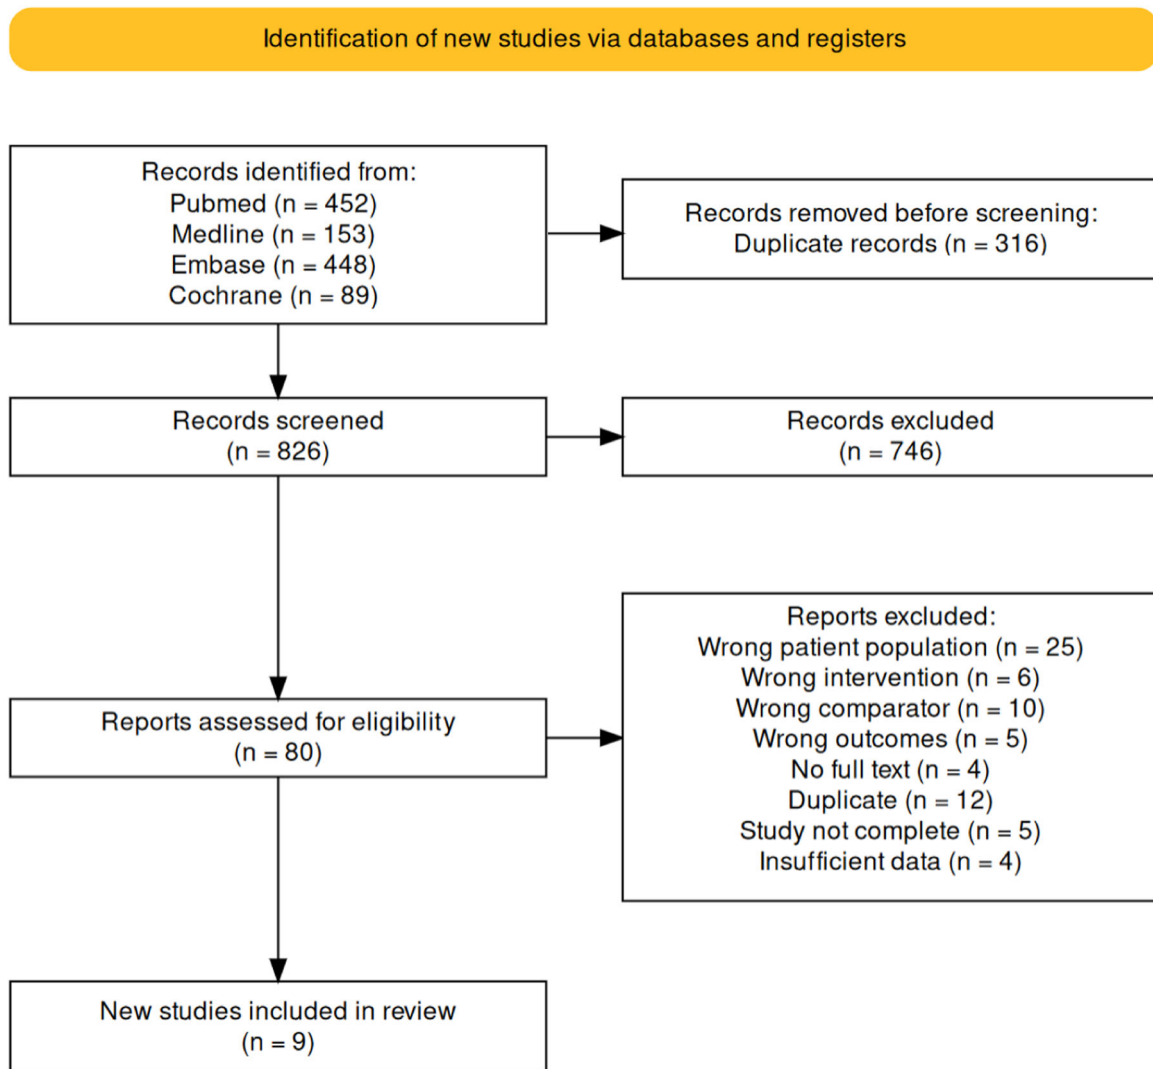 Identification of new studies via databases and registers
Records identified from:
Pubmed (n = 452)
Medline (n = 153)
Embase (n = 448)
Cochrane (n = 89)
Records removed before screening:
Duplicate records (n = 316)
Records screened
(n = 826)
Records excluded
(n = 746)
Reports assessed for eligibility
(n = 80)
Reports excluded:
Wrong patient population (n = 25)
Wrong intervention (n = 6)
Wrong comparator (n = 10)
Wrong outcomes (n = 5)
No full text (n = 4)
Duplicate (n = 12)
Study not complete (n = 5)
Insufficient data (n = 4)
New studies included in review
(n = 9)